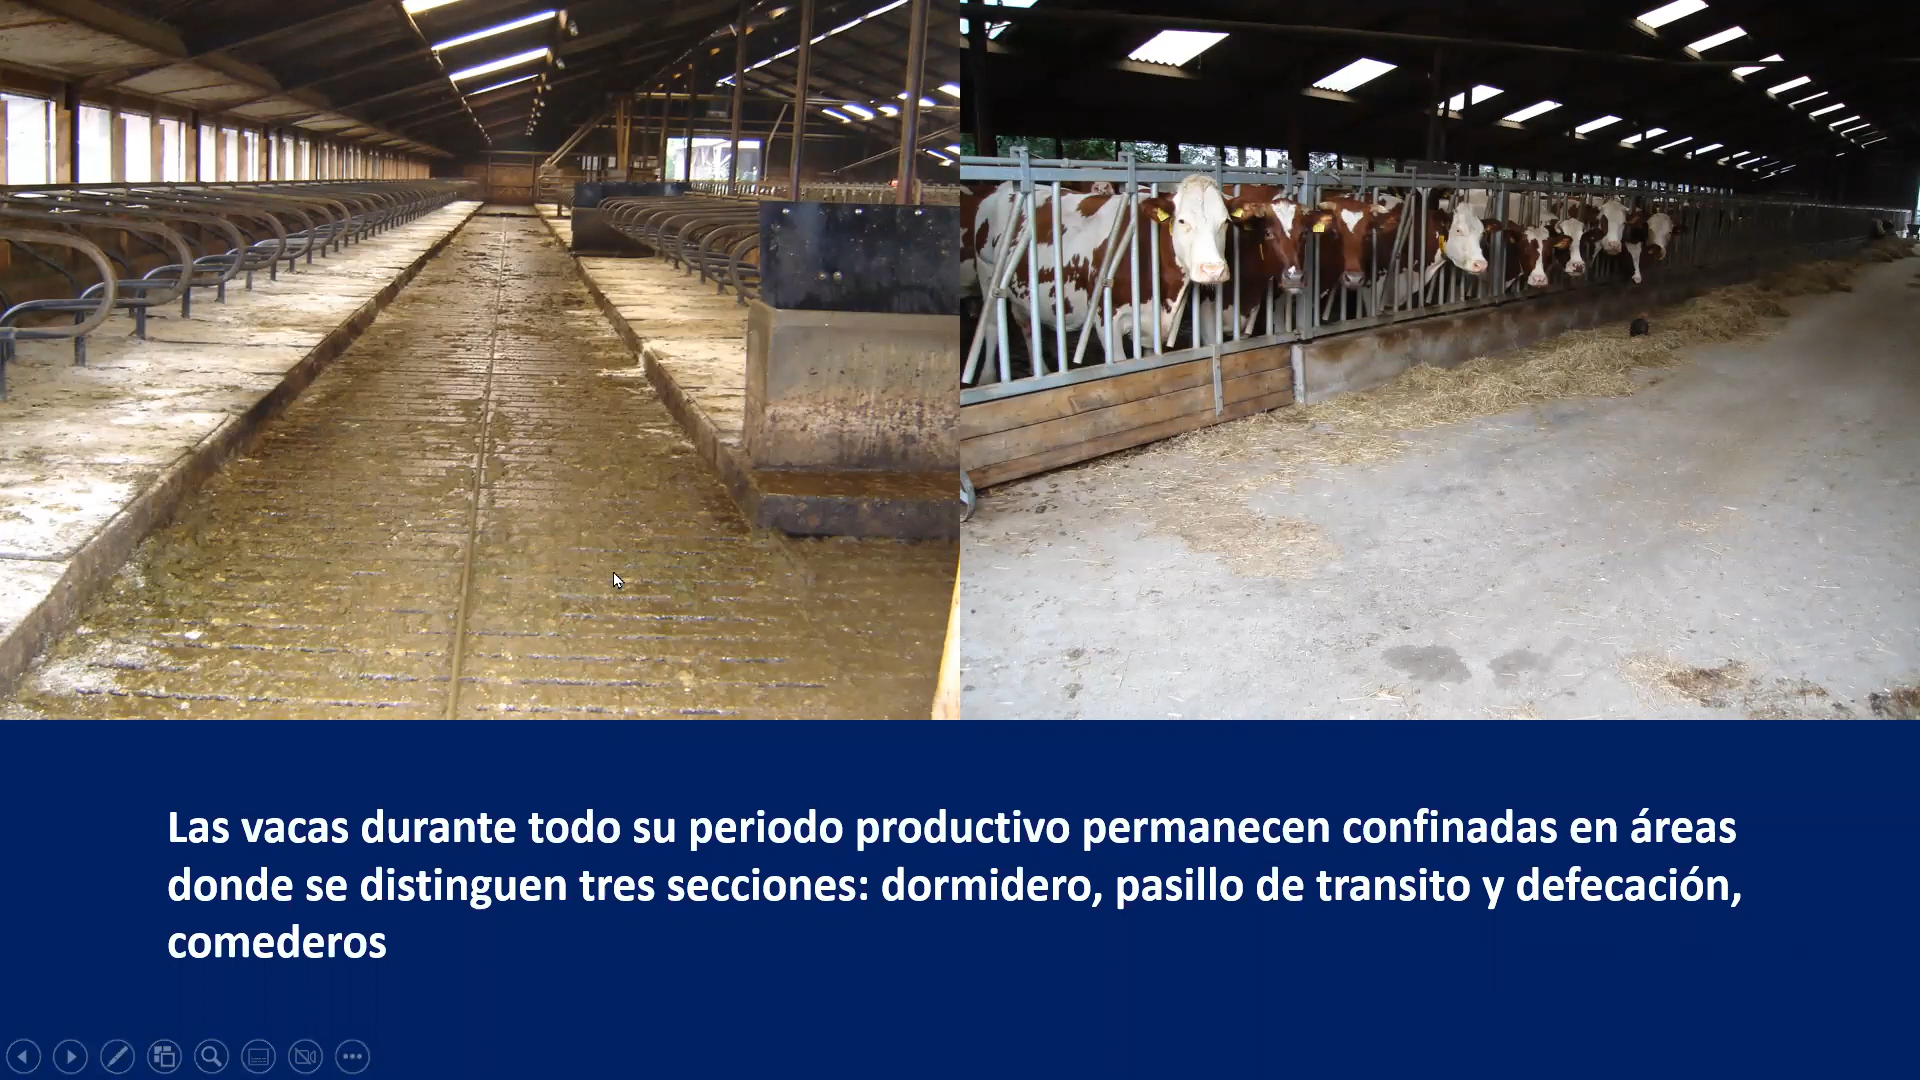 Las vacas durante todo su periodo productivo permanecen confinadas en áreas
donde se distinguen tres secciones: dormidero, pasillo de transito y defecación,
comederos